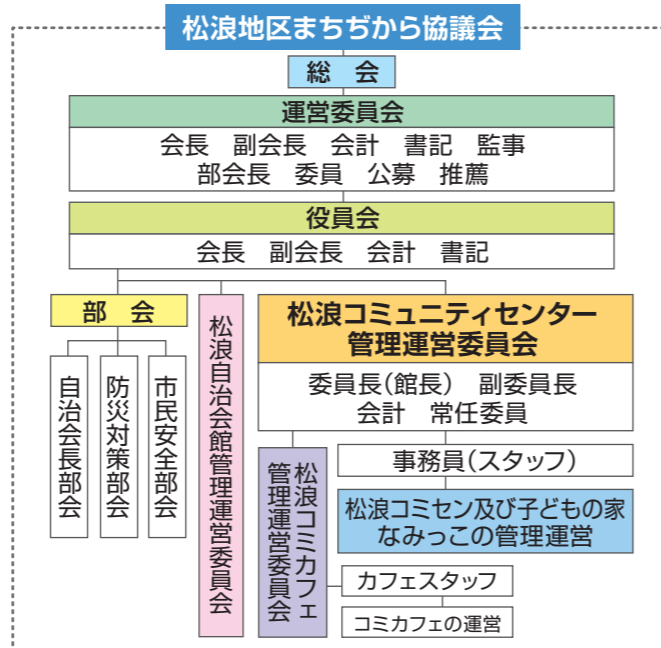 松浪地区まちぢから協議会
総 会
運営委員会
会長 副会長 会計 書記 監事
部会長 委員 公募 推薦
役員会
会長 副会長 会計 書記
部 会
自治会長部会
防災対策部会
市民安全部会
松浪自治会館管理運営委員会
松浪コミュニティセンター
管理運営委員会
委員長(館長) 副委員長
会計 常任委員
松浪コミカフェ
管理運営委員会
事務員(スタッフ)
松浪コミセン及び子どもの家
なみっこの管理運営
カフェスタッフ
コミカフェの運営